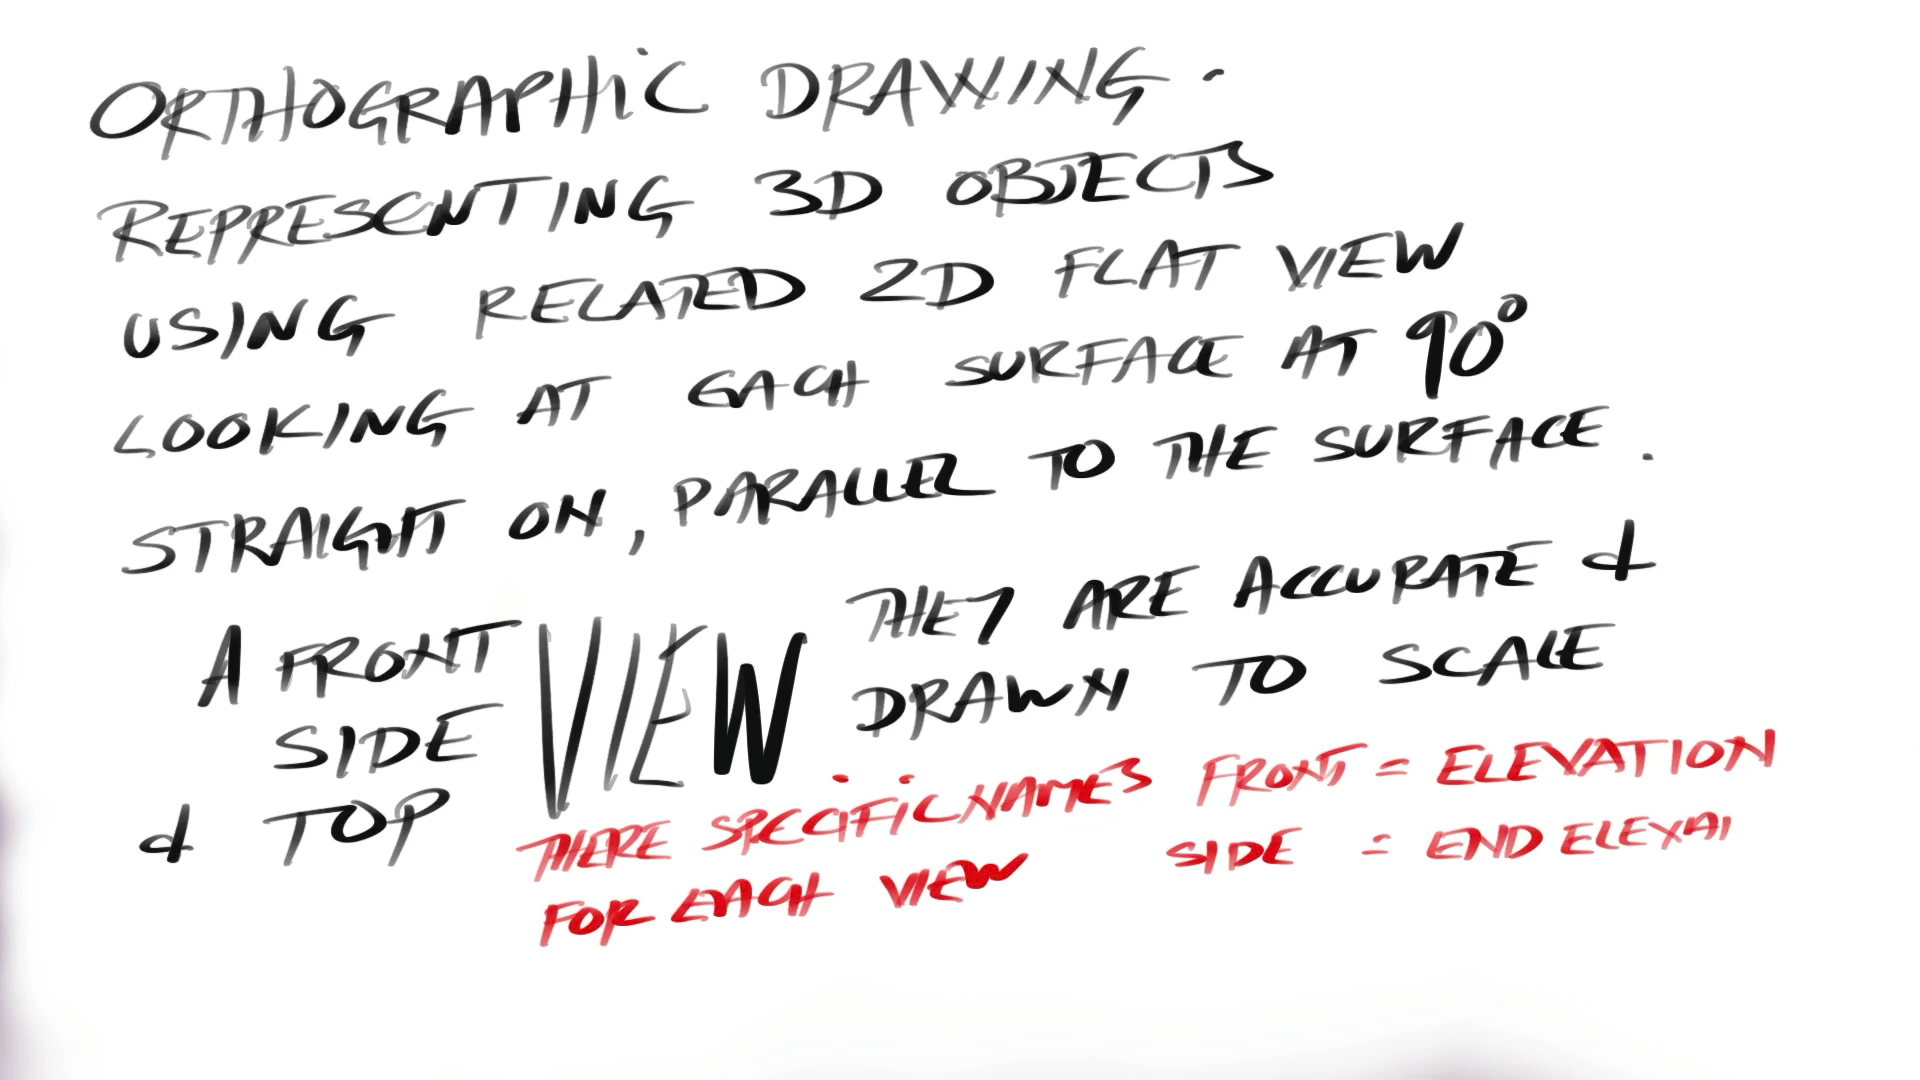 ORTHOGRAPHIC DRAWING.
REPRESENTING 3D OBJECTS
USING RELATED 2D FLAT VIEW
LOOKING AT EACH SURFACE AT 90°
STRAIGHT ON, PARALLEL TO THE SURFACE.
A FRONT
SIDE
& TOP
VIEW
THEY ARE ACCURATE &
DRAWN TO SCALE
THERE SPECIFIC NAMES
FOR EACH VIEW
FRONT = ELEVATION
SIDE = END ELEVAI